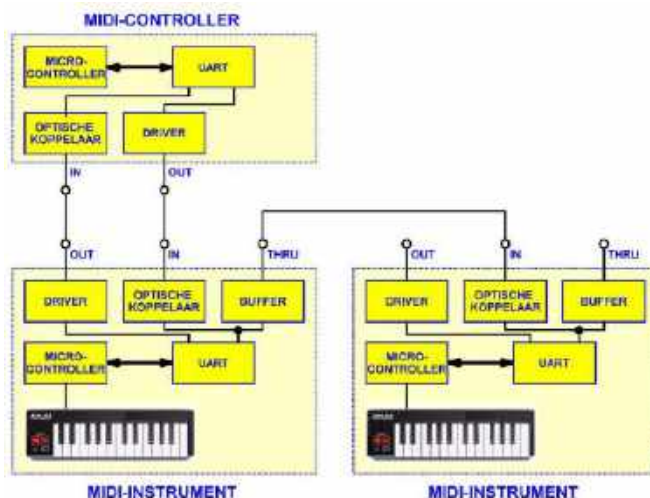 MIDI-CONTROLLER
MICRO-
CONTROLLER
UART
OPTISCHE
KOPPELAAR
DRIVER
IN
OUT
OUT
IN
THRU
OUT
IN
THRU
DRIVER
OPTISCHE
KOPPELAAR
BUFFER
DRIVER
OPTISCHE
KOPPELAAR
BUFFER
MICRO-
CONTROLLER
UART
MICRO-
CONTROLLER
UART
MIDI-INSTRUMENT
MIDI-INSTRUMENT